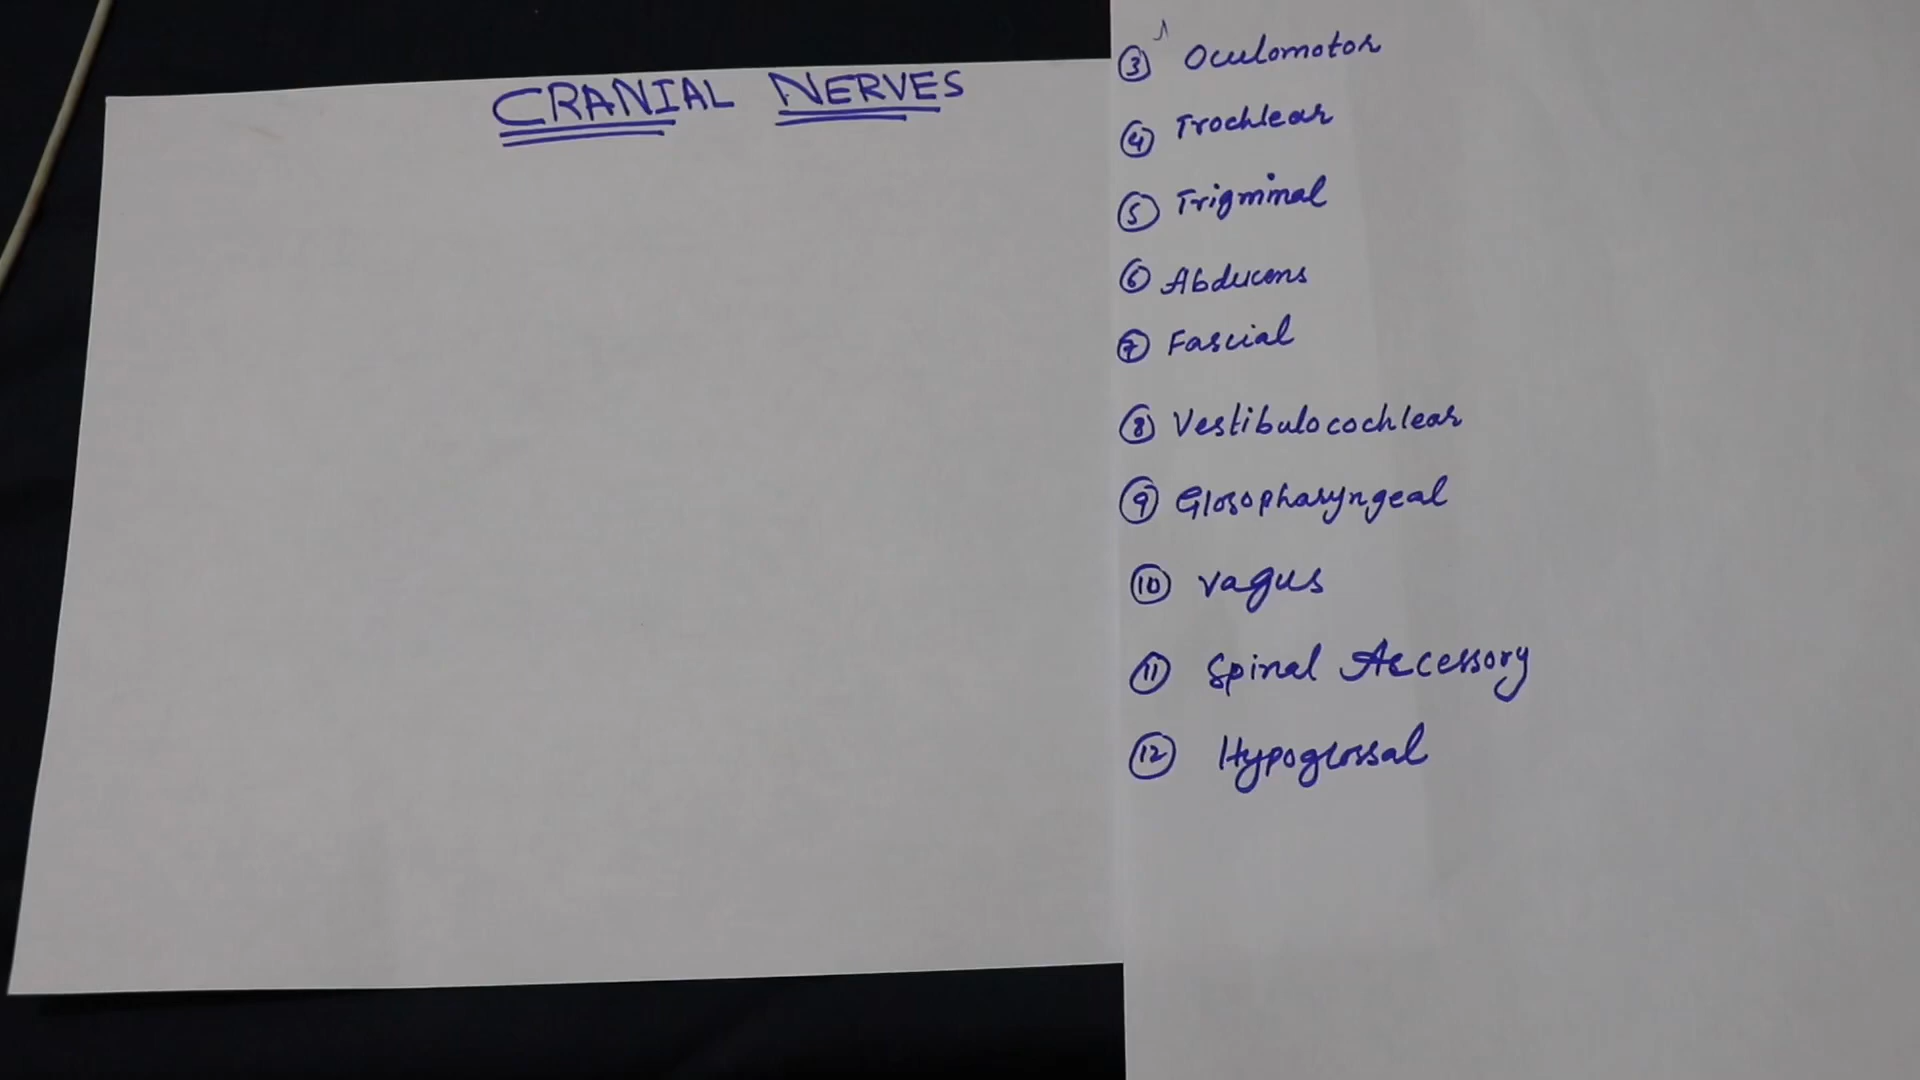 CRANIAL NERVES
③ Oculomotor
④ Trochlear
⑤ Trigminal
⑥ Abducens
⑦ Fascial
⑧ Vestibulocochlear
⑨ Glosopharyngeal
⑩ Vagus
⑪ Spinal Accessory
⑫ Hypoglossal